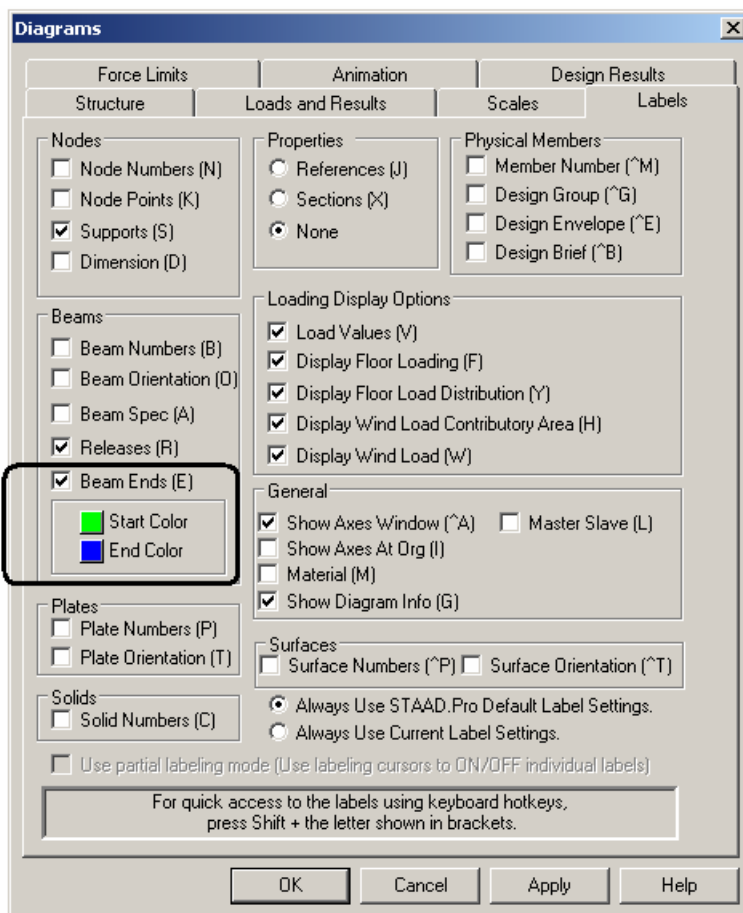 Diagrams
Force Limits
Animation
Design Results
Structure
Loads and Results
Scales
Labels
Nodes
Node Numbers (N)
Node Points (K)
Supports (S)
Dimension (D)
Properties
References (J)
Sections (X)
None
Physical Members
Member Number (^M)
Design Group (^G)
Design Envelope (^E)
Design Brief (^B)
Beams
Beam Numbers (B)
Beam Orientation (O)
Beam Spec (A)
Releases (R)
Beam Ends (E)
Start Color
End Color
Loading Display Options
Load Values (V)
Display Floor Loading (F)
Display Floor Load Distribution (Y)
Display Wind Load Contributory Area (H)
Display Wind Load (W)
General
Show Axes Window (^A)
Master Slave (L)
Show Axes At Org (I)
Material (M)
Show Diagram Info (G)
Plates
Plate Numbers (P)
Plate Orientation (T)
Surfaces
Surface Numbers (^P)
Surface Orientation (^T)
Solids
Solid Numbers (C)
Always Use STAAD.Pro Default Label Settings.
Always Use Current Label Settings.
Use partial labeling mode (Use labeling cursors to ON/OFF individual labels)
For quick access to the labels using keyboard hotkeys,
press Shift + the letter shown in brackets.
OK
Cancel
Apply
Help